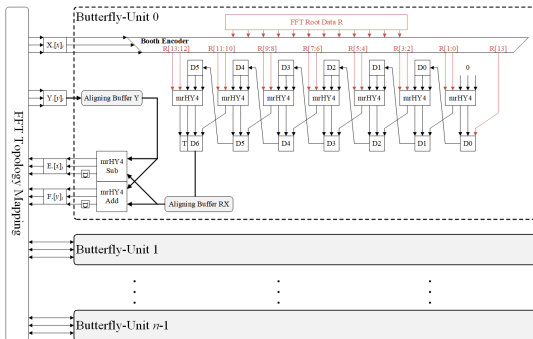 Butterfly-Unit 0
FFT Root Data R
Booth Encoder
X.[x]i
R[13:12]
R[11:10]
R[9:8]
R[7:6]
R[5:4]
R[3:2]
R[1:0]
R[13]
D5
D4
D3
D2
D1
D0
0
Y.[y]i
Aligning Buffer Y
mrHY4
mrHY4
mrHY4
mrHY4
mrHY4
mrHY4
mrHY4
T
D6
D5
D4
D3
D2
D1
D0
E.[x]i
D
mrHY4
Sub
F.[y]i
D
mrHY4
Add
Aligning Buffer RX
FFT Topology Mapping
Butterfly-Unit 1
Butterfly-Unit n-1